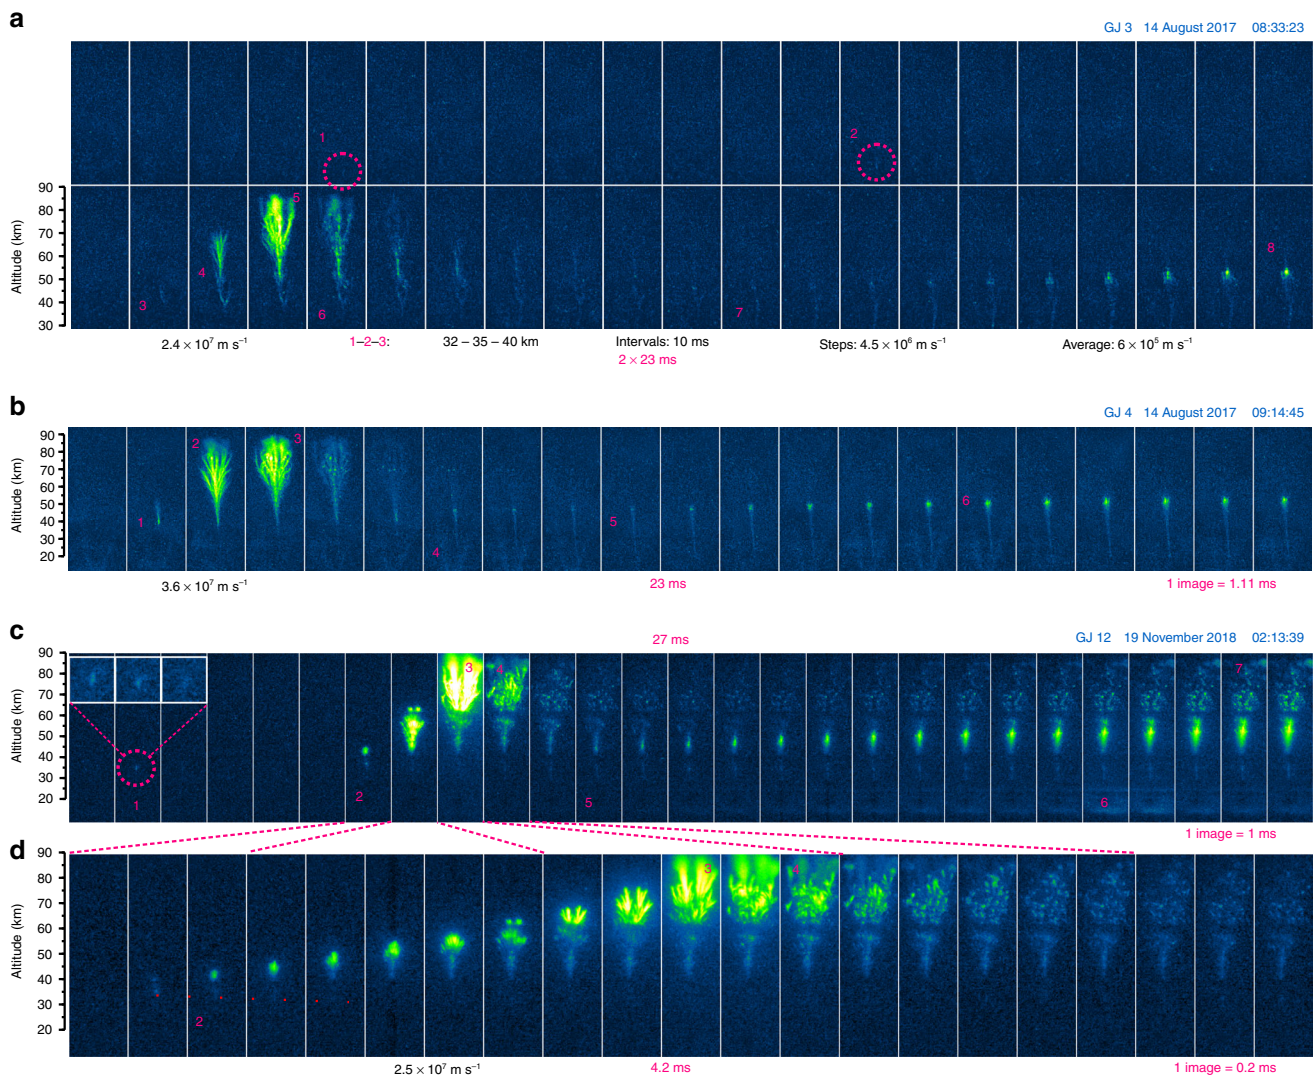 a
GJ 3 14 August 2017 08:33:23
1
2
90
80
70
60
50
40
30
Altitude (km)
3
4
5
6
7
8
2.4 × 10⁷ m s⁻¹
1–2–3:
32 – 35 – 40 km
Intervals: 10 ms
Steps: 4.5 × 10⁶ m s⁻¹
Average: 6 × 10⁵ m s⁻¹
2 × 23 ms
b
GJ 4 14 August 2017 09:14:45
90
80
70
60
50
40
30
20
Altitude (km)
1
2
3
4
5
6
3.6 × 10⁷ m s⁻¹
23 ms
1 image = 1.11 ms
c
27 ms
GJ 12 19 November 2018 02:13:39
90
80
70
60
50
40
30
20
Altitude (km)
1
2
3
4
5
6
7
1 image = 1 ms
d
90
80
70
60
50
40
30
20
Altitude (km)
2
3
2.5 × 10⁷ m s⁻¹
4.2 ms
1 image = 0.2 ms